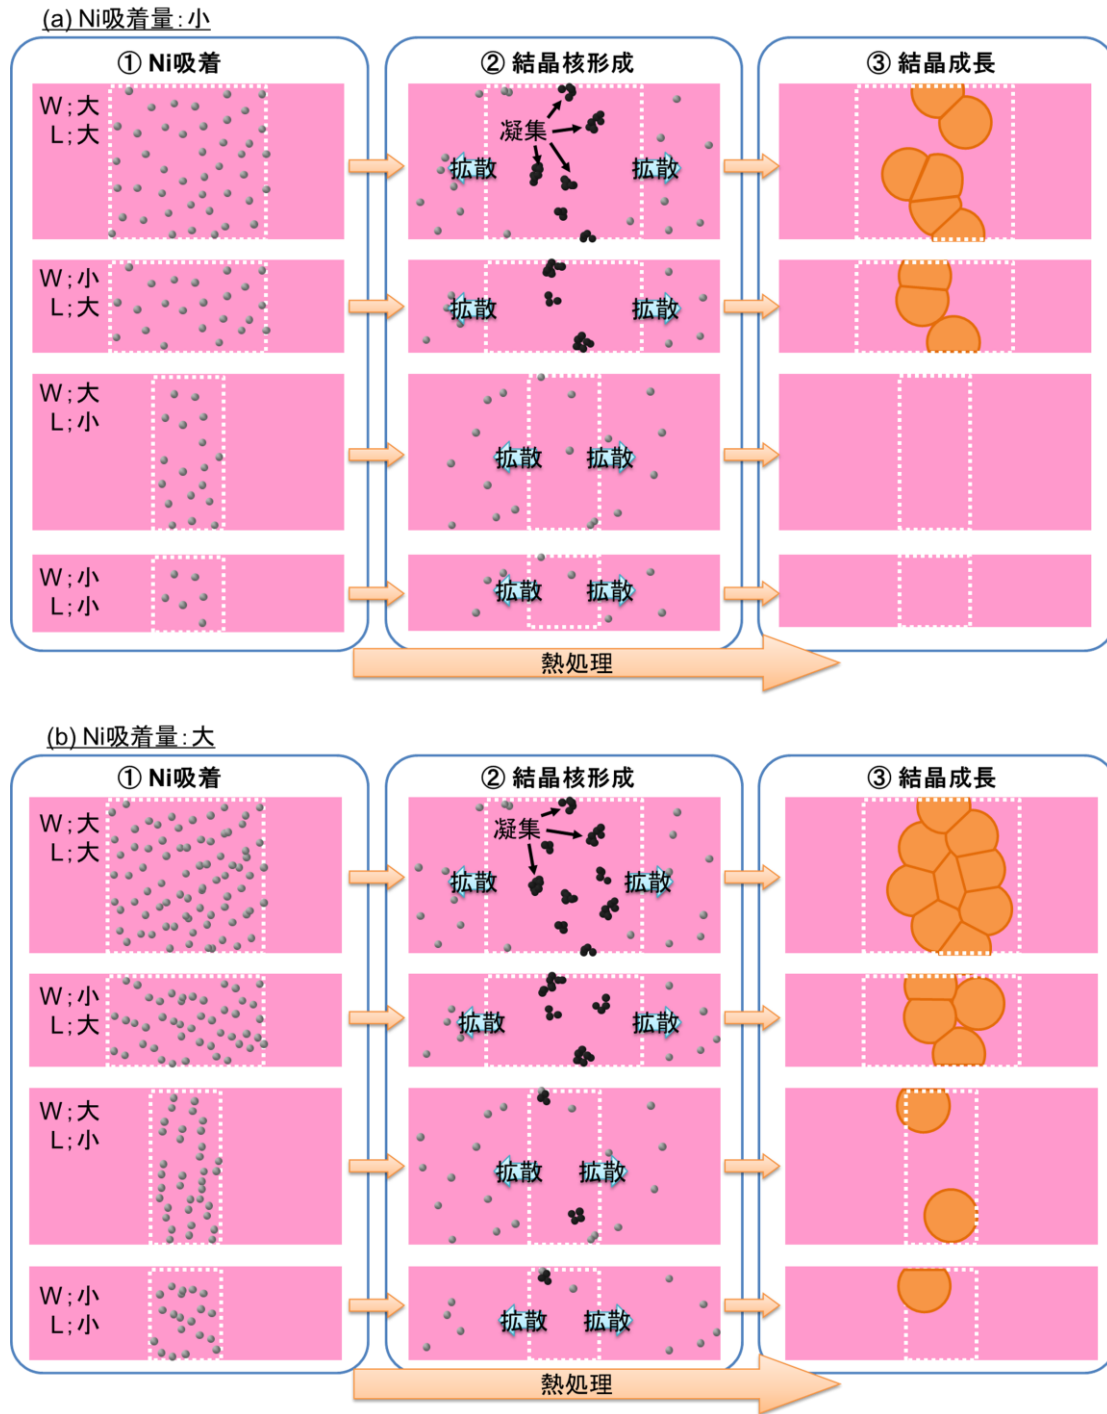 (a) Ni吸着量：小
① Ni吸着
② 結晶核形成
③ 結晶成長
W；大
L；大
凝集
拡散
拡散
W；小
L；大
拡散
拡散
W；大
L；小
拡散
拡散
W；小
L；小
拡散
拡散
熱処理
(b) Ni吸着量：大
① Ni吸着
② 結晶核形成
③ 結晶成長
W；大
L；大
凝集
拡散
拡散
W；小
L；大
拡散
拡散
W；大
L；小
拡散
拡散
W；小
L；小
拡散
拡散
熱処理